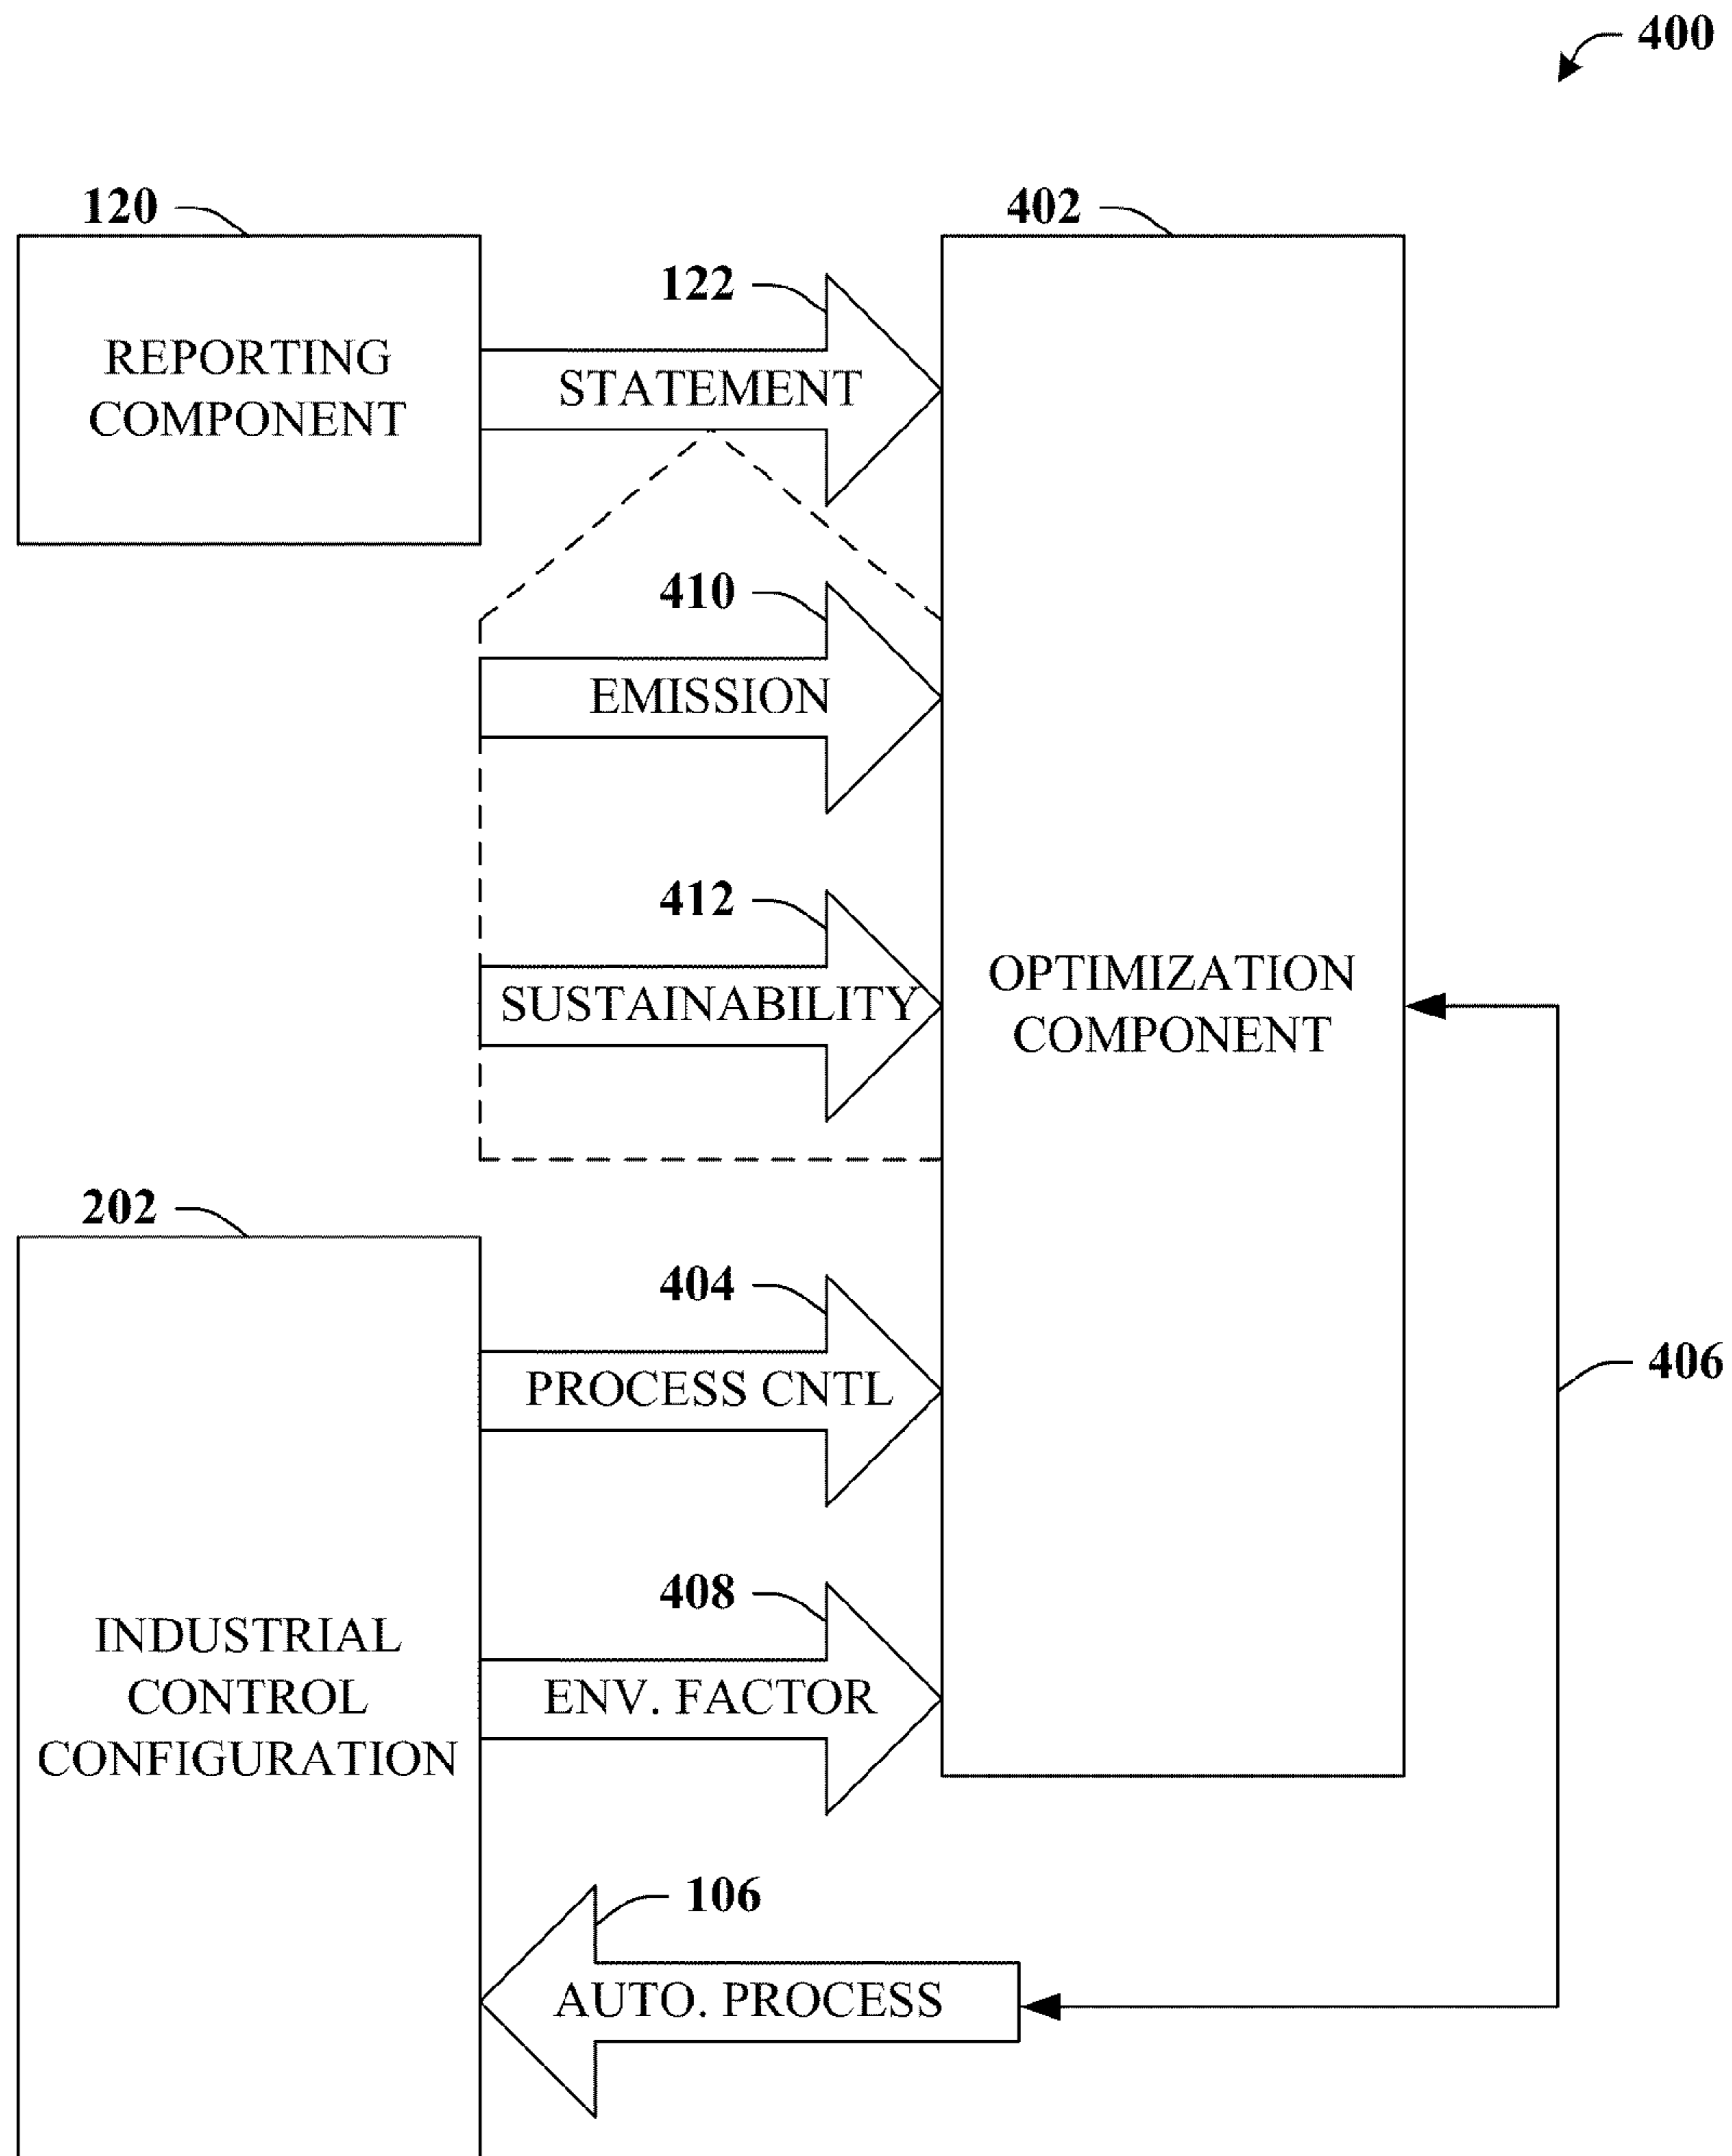 400
120
402
122
REPORTING
COMPONENT
STATEMENT
410
EMISSION
412
SUSTAINABILITY
OPTIMIZATION
COMPONENT
202
404
PROCESS CNTL
406
408
INDUSTRIAL
CONTROL
CONFIGURATION
ENV. FACTOR
106
AUTO. PROCESS